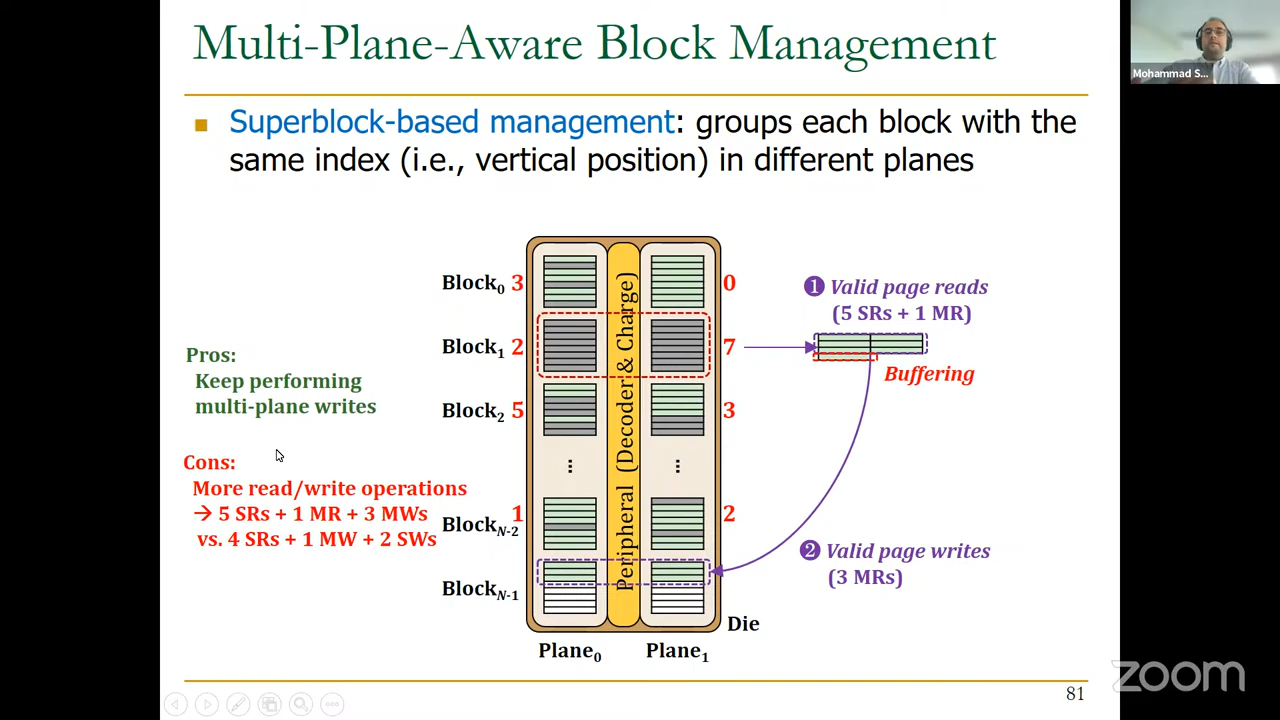 Multi-Plane-Aware Block Management
Mohammad S...
■ Superblock-based management: groups each block with the
same index (i.e., vertical position) in different planes
Block0 3 0
Block1 2 7
Block2 5 3
⋮ ⋮
BlockN-2 1 2
BlockN-1
Peripheral (Decoder & Charge)
Plane0 Plane1
Die
❶ Valid page reads
(5 SRs + 1 MR)
Buffering
❷ Valid page writes
(3 MRs)
Pros:
Keep performing
multi-plane writes
Cons:
More read/write operations
→ 5 SRs + 1 MR + 3 MWs
vs. 4 SRs + 1 MW + 2 SWs
81
zoom